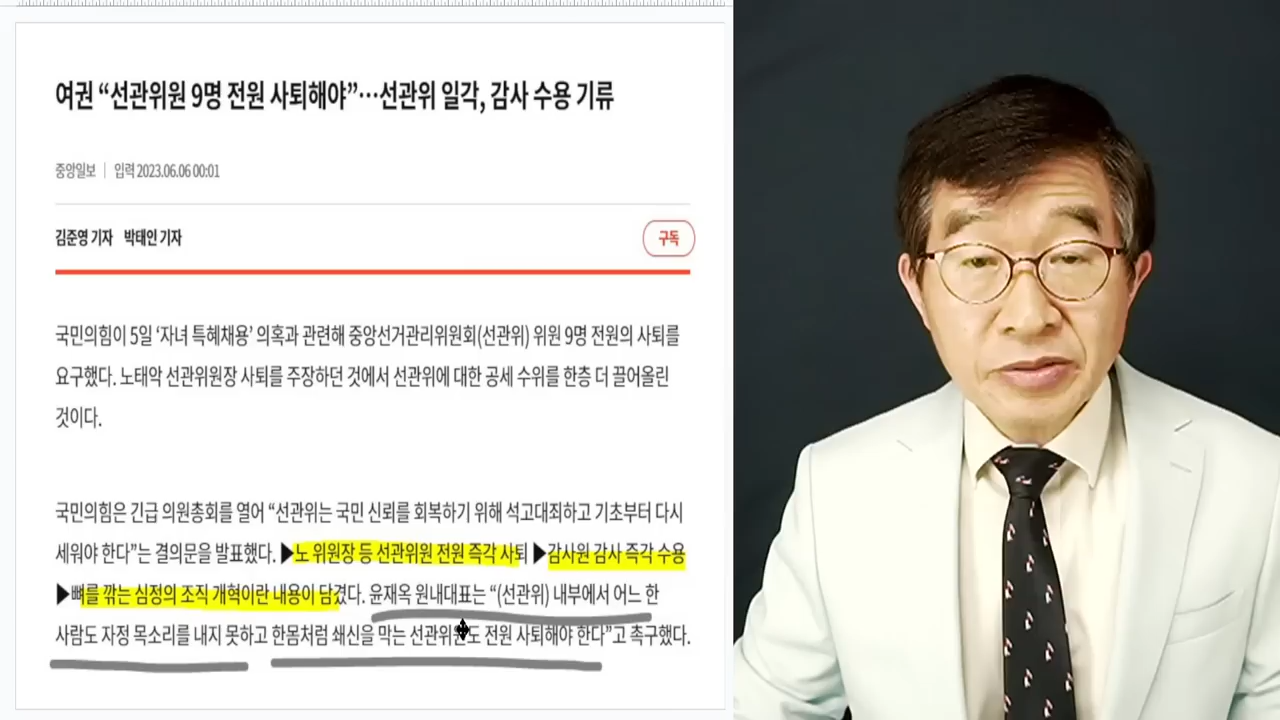 여권 “선관위원 9명 전원 사퇴해야”…선관위 일각, 감사 수용 기류
중앙일보 | 입력 2023.06.06 00:01
김준영 기자 박태인 기자
구독
국민의힘이 5일 ‘자녀 특혜채용’ 의혹과 관련해 중앙선거관리위원회(선관위) 위원 9명 전원의 사퇴를
요구했다. 노태악 선관위원장 사퇴를 주장하던 것에서 선관위에 대한 공세 수위를 한층 더 끌어올린
것이다.
국민의힘은 긴급 의원총회를 열어 “선관위는 국민 신뢰를 회복하기 위해 석고대죄하고 기초부터 다시
세워야 한다”는 결의문을 발표했다. ▶노 위원장 등 선관위원 전원 즉각 사퇴 ▶감사원 감사 즉각 수용
▶뼈를 깎는 심정의 조직 개혁이란 내용이 담겼다. 윤재옥 원내대표는 “(선관위) 내부에서 어느 한
사람도 자정 목소리를 내지 못하고 한몸처럼 쇄신을 막는 선관위원도 전원 사퇴해야 한다”고 촉구했다.